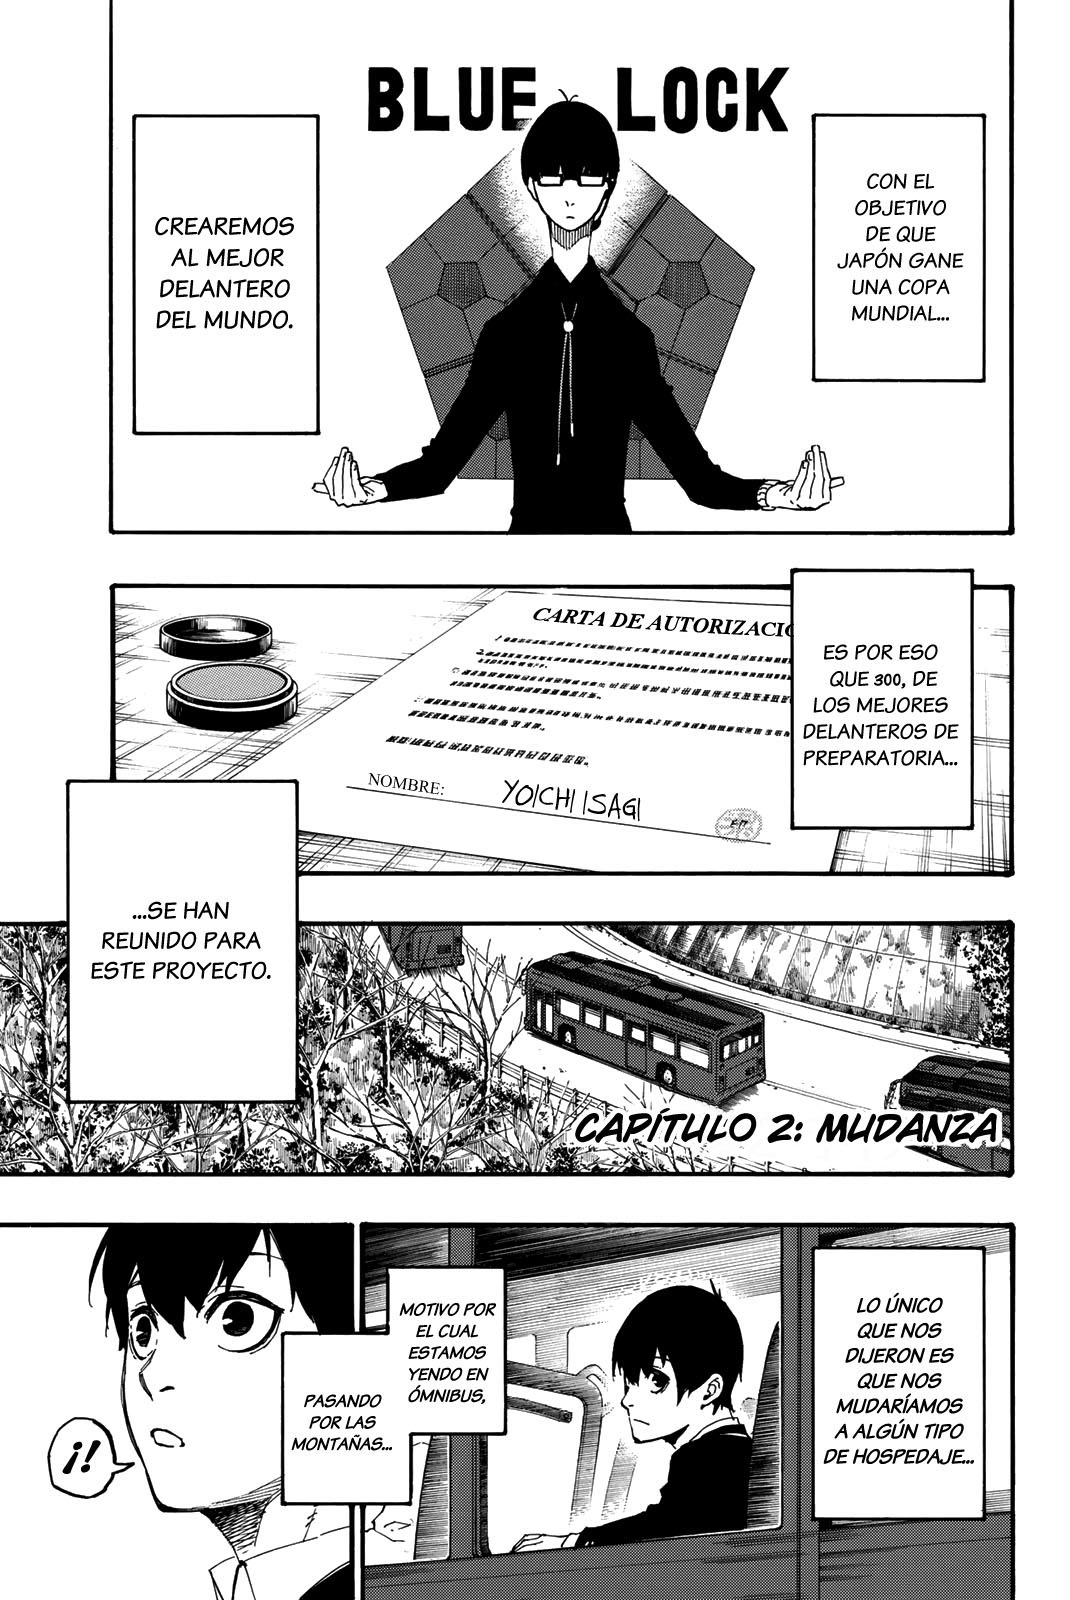 BLUE LOCK
CON EL
OBJETIVO
DE QUE
JAPÓN GANE
UNA COPA
MUNDIAL...
CREAREMOS
AL MEJOR
DELANTERO
DEL MUNDO.
CARTA DE AUTORIZACIÓ
NOMBRE:
YOICHI ISAGI
ES POR ESO
QUE 300, DE
LOS MEJORES
DELANTEROS DE
PREPARATORIA...
...SE HAN
REUNIDO PARA
ESTE PROYECTO.
CAPÍTULO 2: MUDANZA
LO ÚNICO
QUE NOS
DIJERON ES
QUE NOS
MUDARÍAMOS
A ALGÚN TIPO
DE HOSPEDAJE...
MOTIVO POR
EL CUAL
ESTAMOS
YENDO EN
ÓMNIBUS,
PASANDO
POR LAS
MONTAÑAS...
¡!